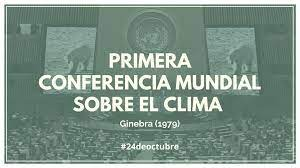 PRIMERA
CONFERENCIA MUNDIAL
SOBRE EL CLIMA
Ginebra (1979)
#24deoctubre